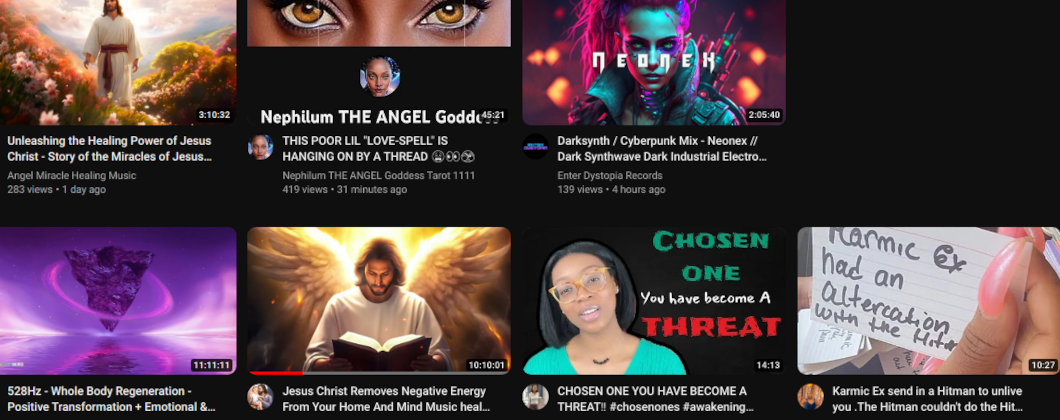 3:10:32
Nephilum THE ANGEL Godde
45:21
NEONEX
2:05:40
Unleashing the Healing Power of Jesus
Christ - Story of the Miracles of Jesus...
Angel Miracle Healing Music
283 views • 1 day ago
THIS POOR LIL "LOVE-SPELL" IS
HANGING ON BY A THREAD
Nephilum THE ANGEL Goddess Tarot 1111
419 views • 31 minutes ago
Darksynth / Cyberpunk Mix - Neonex //
Dark Synthwave Dark Industrial Electro...
Enter Dystopia Records
139 views • 4 hours ago
11:11:11
10:10:01
CHOSEN
ONE
You have become A
THREAT
14:13
Karmic Ex
had an
altercation
with the Hit
10:27
528Hz - Whole Body Regeneration -
Positive Transformation + Emotional &...
Jesus Christ Removes Negative Energy
From Your Home And Mind Music heal...
CHOSEN ONE YOU HAVE BECOME A
THREAT!! #chosenones #awakening...
Karmic Ex send in a Hitman to unlive
you .The Hitman couldn't do the Hit...